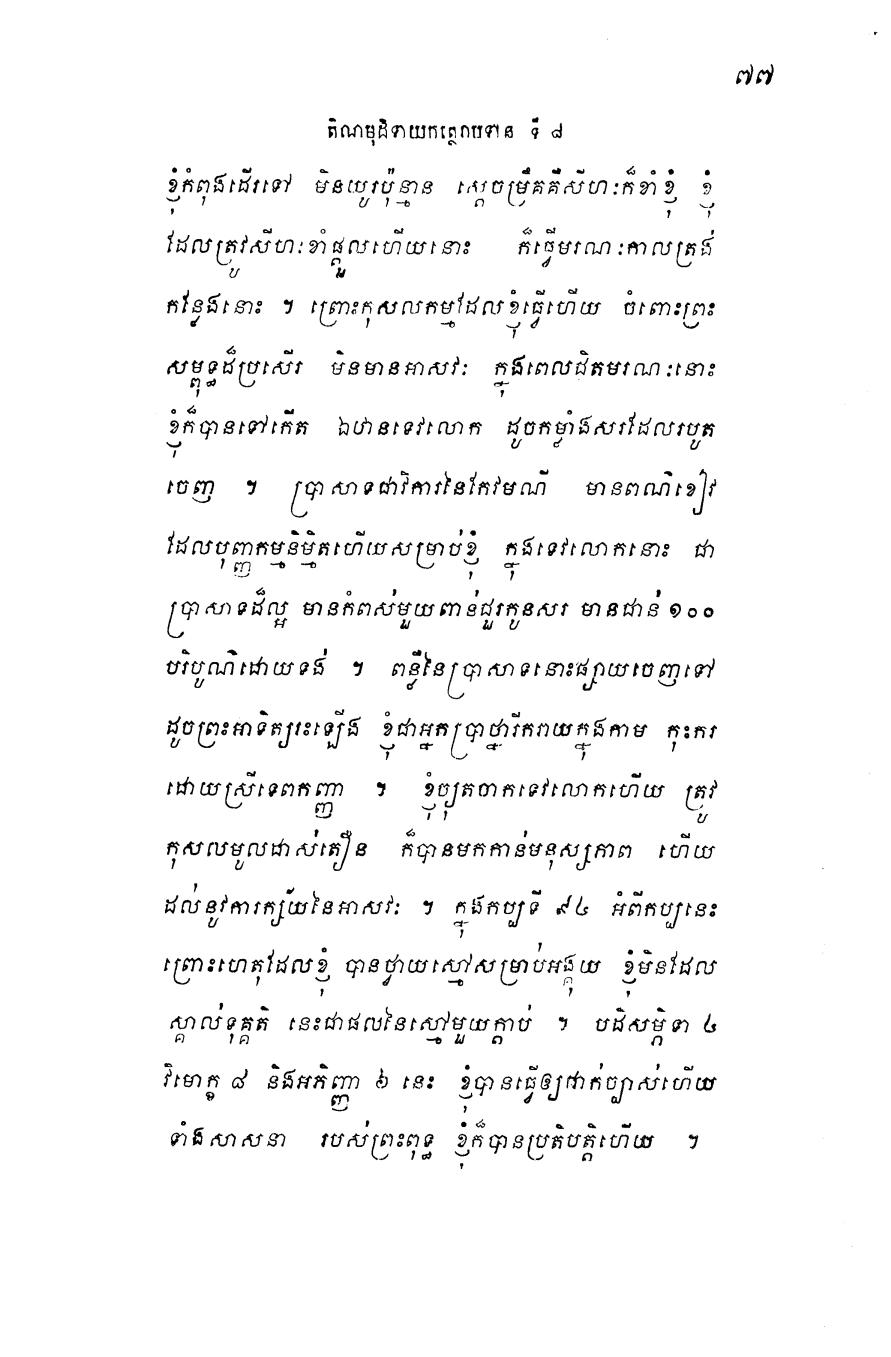 ៧៧
តិណមុដ្ឋិទាយកត្ថេរាបទាន ទី ៨
ខ្ញុំកំពុងដើរទៅ មិនយូរប៉ុន្មាន ស្តេចម្រឹគគឺសីហៈក៏ខាំខ្ញុំ ខ្ញុំ
ដែលត្រូវសីហៈខាំផ្តួលហើយនោះ ក៏ធ្វើមរណៈកាលត្រង់
កន្លែងនោះ ។ ព្រោះកុសលកម្មដែលខ្ញុំធ្វើហើយ ចំពោះព្រះ
សម្ពុទ្ធដ៏ប្រសើរ មិនមានអាសវៈ ក្នុងពេលជិតមរណៈនោះ
ខ្ញុំក៏បានទៅកើត ឯឋានទេវលោក ដូចកម្លាំងសរដែលរបូត
ចេញ ។ ប្រាសាទជាវិការនៃកែវមណី មានពណ៌ខៀវ
ដែលបុញ្ញកម្មនិម្មិតហើយសម្រាប់ខ្ញុំ ក្នុងទេវលោកនោះ ជា
ប្រាសាទដ៏ល្អ មានកំពស់មួយពាន់ជួរកូនសរ មានជាន់ ១០០
បរិបូណ៌ដោយទង់ ។ ពន្លឺនៃប្រាសាទនោះផ្សាយចេញទៅ
ដូចព្រះអាទិត្យរះឡើង ខ្ញុំជាអ្នកប្រាថ្នារីករាយក្នុងកាម កុះករ
ដោយស្រីទេពកញ្ញា ។ ខ្ញុំច្យុតចាកទេវលោកហើយ ត្រូវ
កុសលមូលដាស់តឿន ក៏បានមកកាន់មនុស្សភាព ហើយ
ដល់នូវការក្ស័យនៃអាសវៈ ។ ក្នុងកប្បទី ៩៤ អំពីកប្បនេះ
ព្រោះហេតុដែលខ្ញុំ បានថ្វាយស្មៅសម្រាប់អង្គុយ ខ្ញុំមិនដែល
ស្គាល់ទុគ្គតិ នេះជាផលនៃស្មៅមួយក្តាប់ ។ បដិសម្ភិទា ៤
វិមោក្ខ ៨ និងអភិញ្ញា ៦ នេះ ខ្ញុំបានធ្វើឲ្យជាក់ច្បាស់ហើយ
ទាំងសាសនា របស់ព្រះពុទ្ធ ខ្ញុំក៏បានប្រតិបត្តិហើយ ។